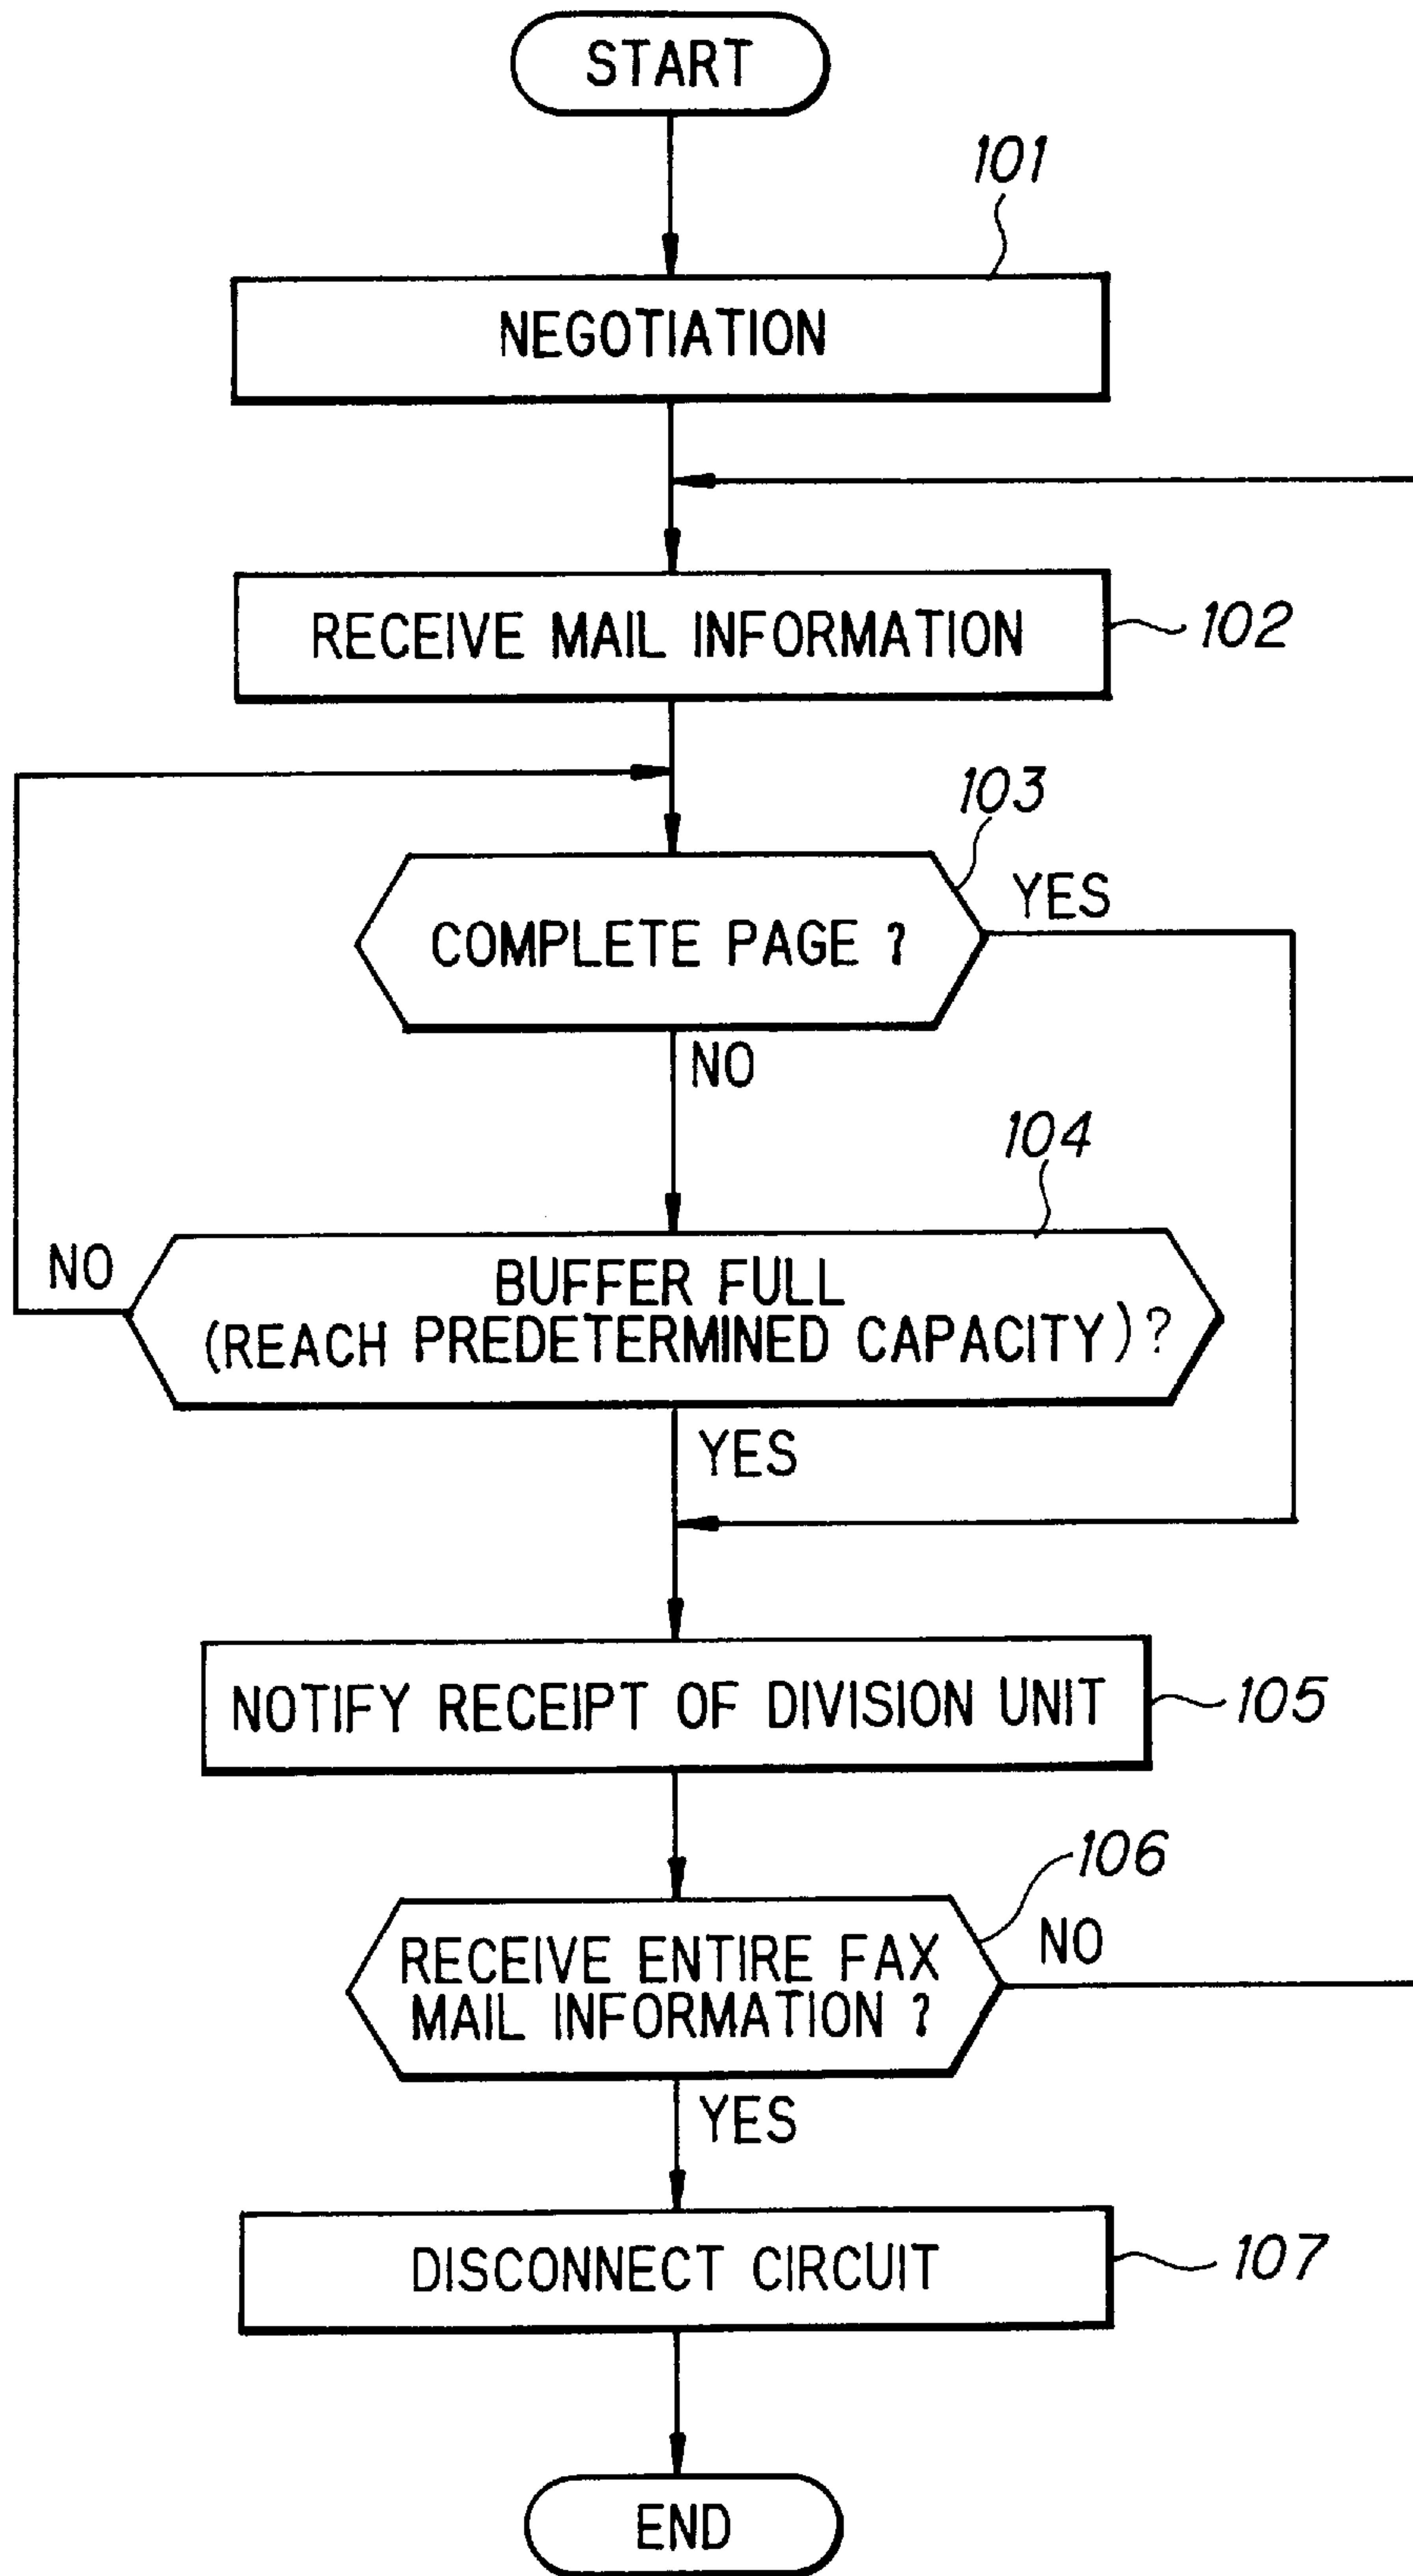 START
101
NEGOTIATION
RECEIVE MAIL INFORMATION
102
103
COMPLETE PAGE ?
YES
NO
104
NO
BUFFER FULL
(REACH PREDETERMINED CAPACITY)?
YES
NOTIFY RECEIPT OF DIVISION UNIT
105
106
RECEIVE ENTIRE FAX
MAIL INFORMATION ?
NO
YES
DISCONNECT CIRCUIT
107
END